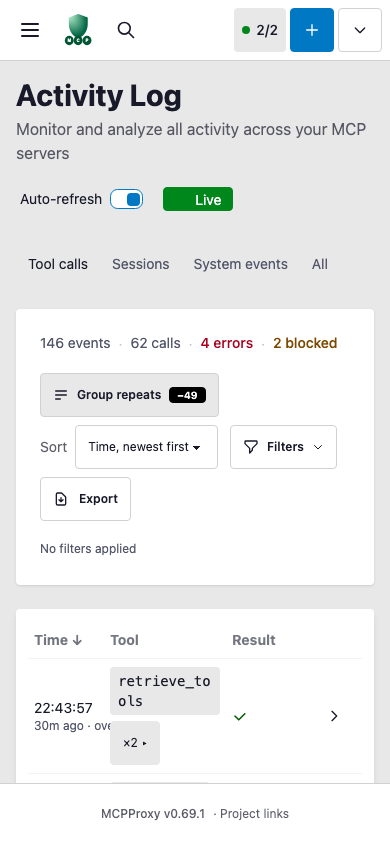 MCP
2/2
Activity Log
Monitor and analyze all activity across your MCP
servers
Auto-refresh
Live
Tool calls
Sessions
System events
All
146 events · 62 calls · 4 errors · 2 blocked
Group repeats −49
Sort
Time, newest first
Filters
Export
No filters applied
Time ↓
Tool
Result
22:43:57
30m ago · ove
retrieve_to
ols
×2 ▸
MCPProxy v0.69.1 · Project links